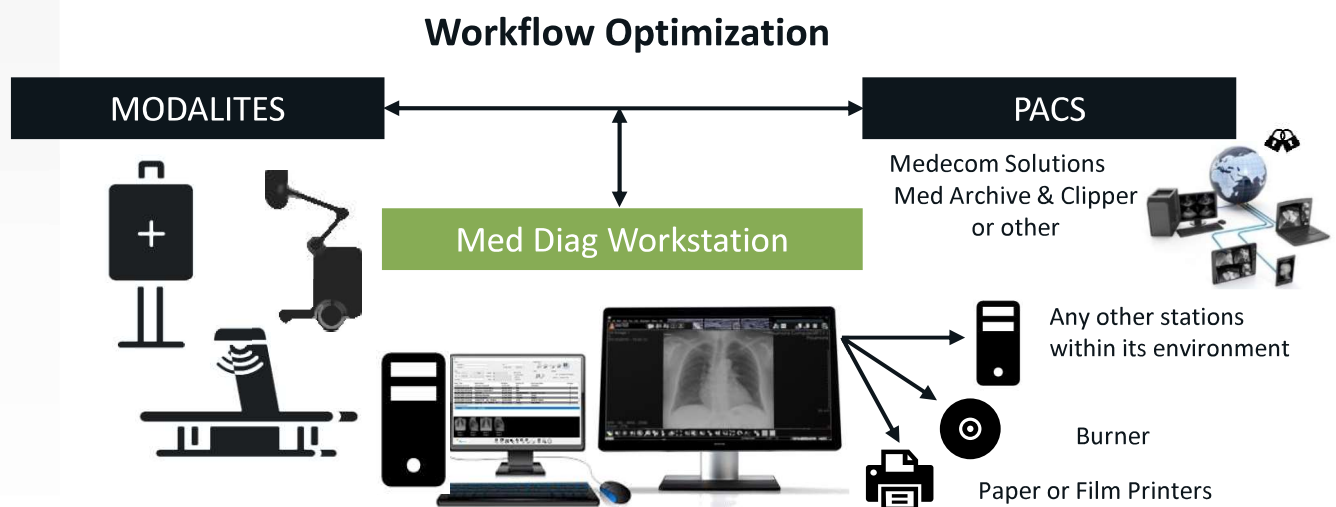 Workflow Optimization
MODALITES
PACS
Medecom Solutions
Med Archive & Clipper
or other
Med Diag Workstation
Any other stations
within its environment
Burner
Paper or Film Printers